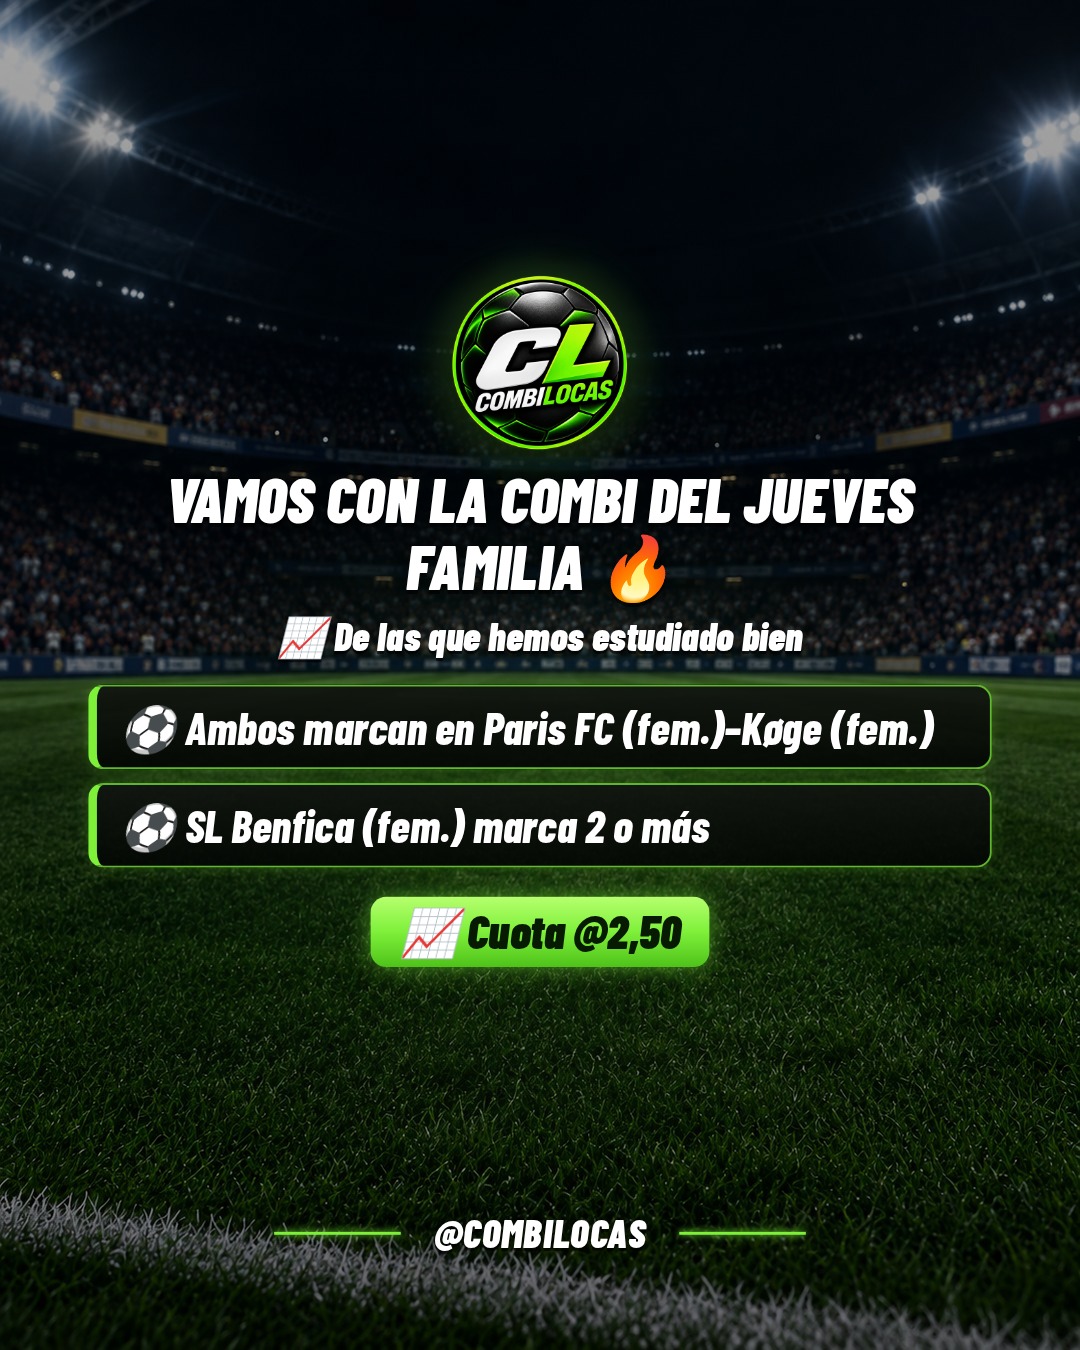 CL
COMBILOCAS
VAMOS CON LA COMBI DEL JUEVES
FAMILIA 🔥
📈 De las que hemos estudiado bien
⚽ Ambos marcan en Paris FC (fem.)-Køge (fem.)
⚽ SL Benfica (fem.) marca 2 o más
📈 Cuota @2,50
@COMBILOCAS